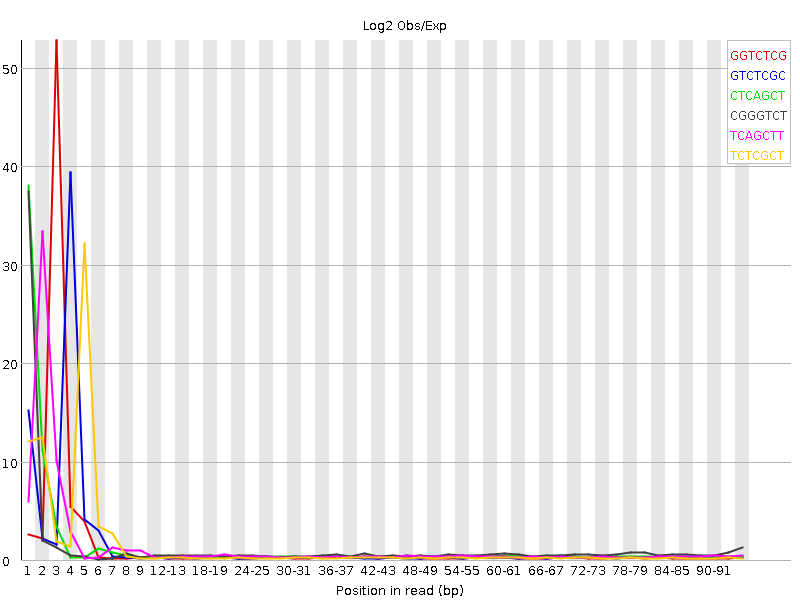 Log2 Obs/Exp
GGTCTCG
GTCTCGC
CTCAGCT
CGGGTCT
TCAGCTT
TCTCGCT
50
40
30
20
10
0
1 2 3 4 5 6 7 8 9 12-13 18-19 24-25 30-31 36-37 42-43 48-49 54-55 60-61 66-67 72-73 78-79 84-85 90-91
Position in read (bp)